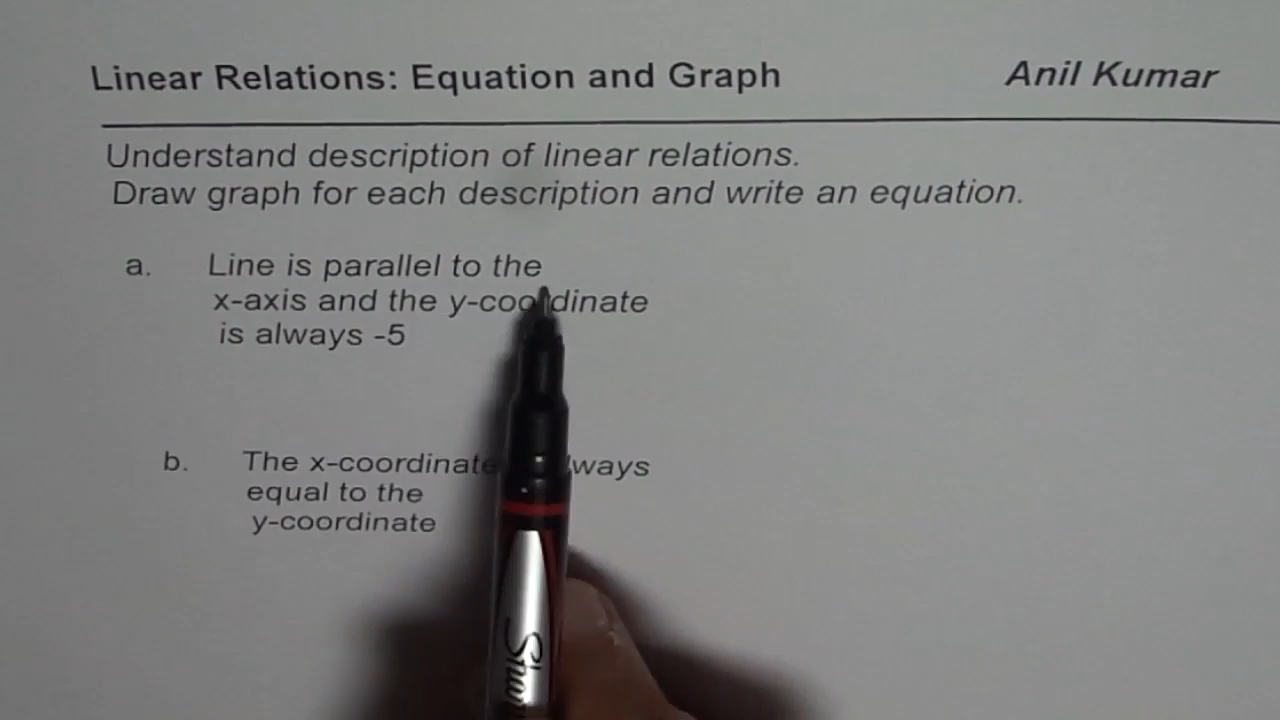 Linear Relations: Equation and Graph
Anil Kumar
Understand description of linear relations.
Draw graph for each description and write an equation.
a. Line is parallel to the
x-axis and the y-coordinate
is always -5
b. The x-coordinate always
equal to the
y-coordinate